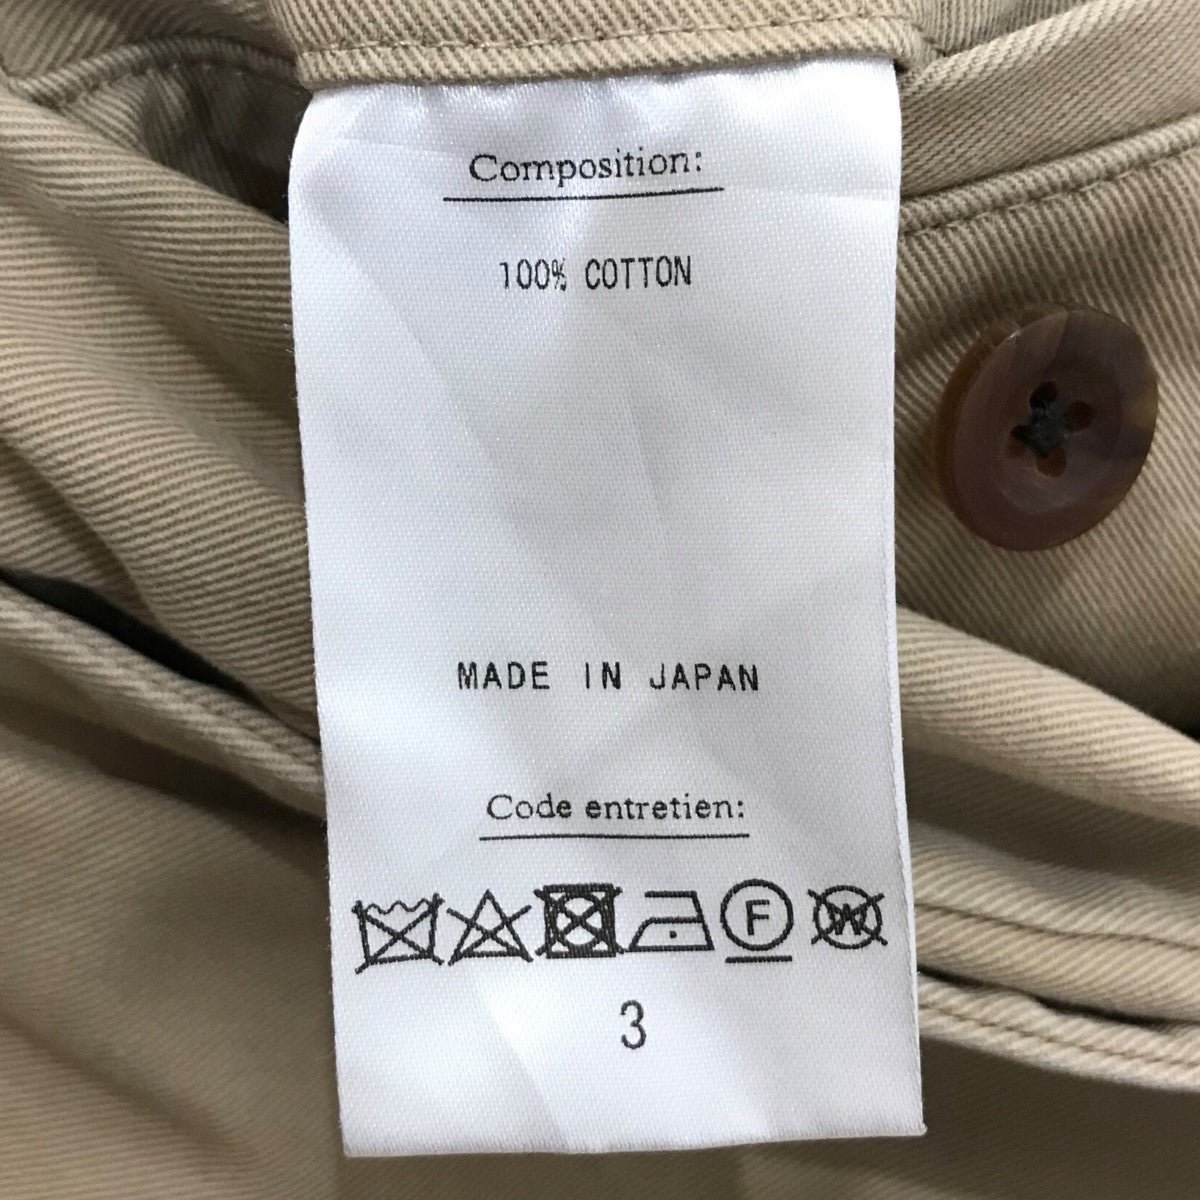 Composition:
100% COTTON
MADE IN JAPAN
Code entretien:
F W
3